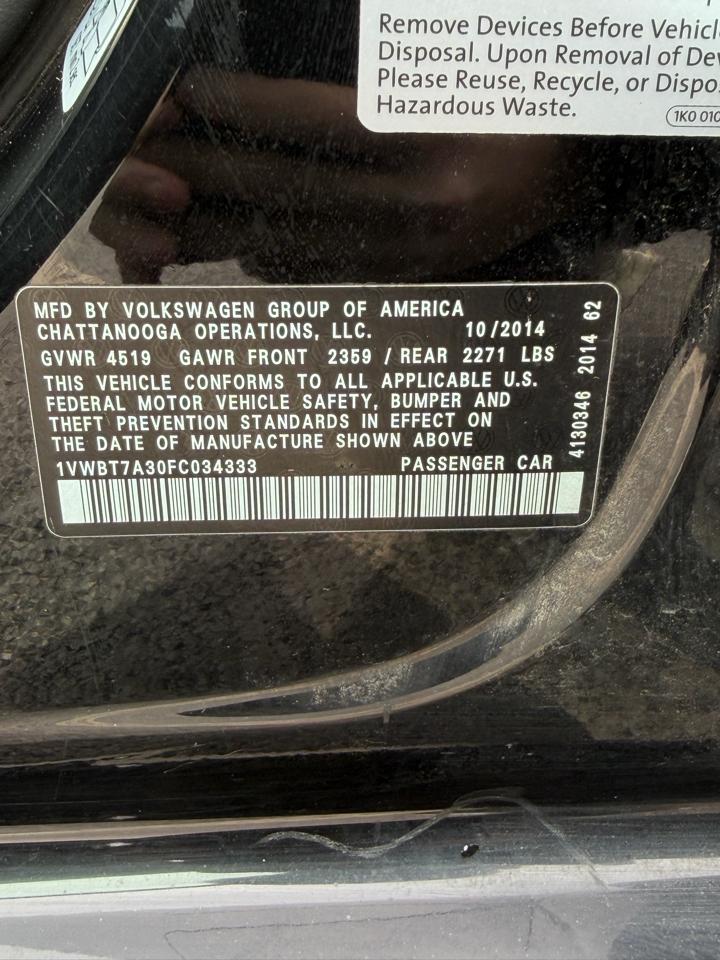 Remove Devices Before
Disposal. Upon Removal of
Please Reuse, Recycle, or
Hazardous Waste.
1K0 010
MFD BY VOLKSWAGEN GROUP OF AMERICA
CHATTANOOGA OPERATIONS, LLC. 10/2014
GVWR 4519 GAWR FRONT 2359 / REAR 2271 LBS
THIS VEHICLE CONFORMS TO ALL APPLICABLE U.S.
FEDERAL MOTOR VEHICLE SAFETY, BUMPER AND
THEFT PREVENTION STANDARDS IN EFFECT ON
THE DATE OF MANUFACTURE SHOWN ABOVE
1VWBT7A30FC034333 PASSENGER CAR
4130346 2014 62